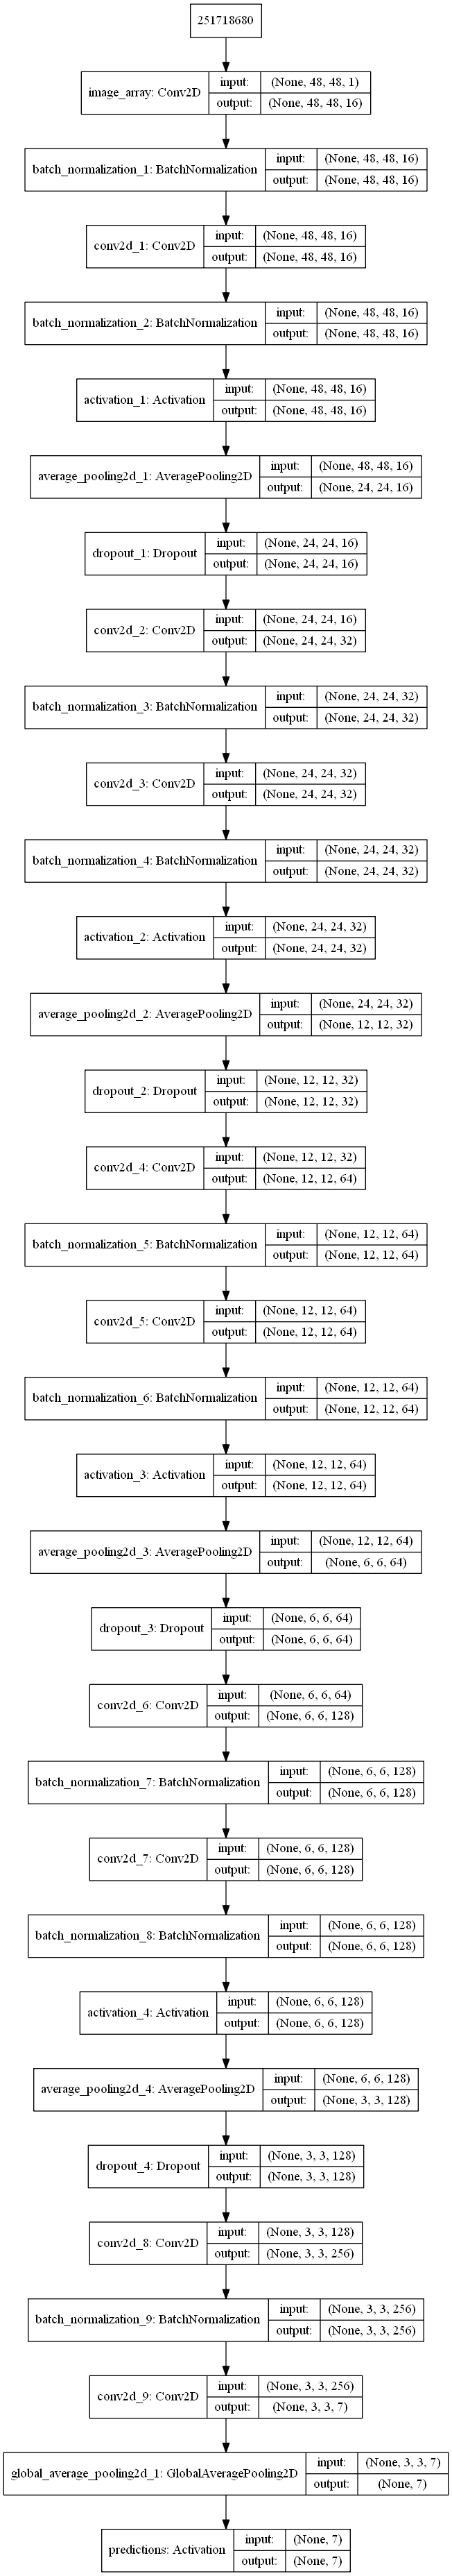 251718680
image_array: Conv2D input: (None, 48, 48, 1)
output: (None, 48, 48, 16)
batch_normalization_1: BatchNormalization input: (None, 48, 48, 16)
output: (None, 48, 48, 16)
conv2d_1: Conv2D input: (None, 48, 48, 16)
output: (None, 48, 48, 16)
batch_normalization_2: BatchNormalization input: (None, 48, 48, 16)
output: (None, 48, 48, 16)
activation_1: Activation input: (None, 48, 48, 16)
output: (None, 48, 48, 16)
average_pooling2d_1: AveragePooling2D input: (None, 48, 48, 16)
output: (None, 24, 24, 16)
dropout_1: Dropout input: (None, 24, 24, 16)
output: (None, 24, 24, 16)
conv2d_2: Conv2D input: (None, 24, 24, 16)
output: (None, 24, 24, 32)
batch_normalization_3: BatchNormalization input: (None, 24, 24, 32)
output: (None, 24, 24, 32)
conv2d_3: Conv2D input: (None, 24, 24, 32)
output: (None, 24, 24, 32)
batch_normalization_4: BatchNormalization input: (None, 24, 24, 32)
output: (None, 24, 24, 32)
activation_2: Activation input: (None, 24, 24, 32)
output: (None, 24, 24, 32)
average_pooling2d_2: AveragePooling2D input: (None, 24, 24, 32)
output: (None, 12, 12, 32)
dropout_2: Dropout input: (None, 12, 12, 32)
output: (None, 12, 12, 32)
conv2d_4: Conv2D input: (None, 12, 12, 32)
output: (None, 12, 12, 64)
batch_normalization_5: BatchNormalization input: (None, 12, 12, 64)
output: (None, 12, 12, 64)
conv2d_5: Conv2D input: (None, 12, 12, 64)
output: (None, 12, 12, 64)
batch_normalization_6: BatchNormalization input: (None, 12, 12, 64)
output: (None, 12, 12, 64)
activation_3: Activation input: (None, 12, 12, 64)
output: (None, 12, 12, 64)
average_pooling2d_3: AveragePooling2D input: (None, 12, 12, 64)
output: (None, 6, 6, 64)
dropout_3: Dropout input: (None, 6, 6, 64)
output: (None, 6, 6, 64)
conv2d_6: Conv2D input: (None, 6, 6, 64)
output: (None, 6, 6, 128)
batch_normalization_7: BatchNormalization input: (None, 6, 6, 128)
output: (None, 6, 6, 128)
conv2d_7: Conv2D input: (None, 6, 6, 128)
output: (None, 6, 6, 128)
batch_normalization_8: BatchNormalization input: (None, 6, 6, 128)
output: (None, 6, 6, 128)
activation_4: Activation input: (None, 6, 6, 128)
output: (None, 6, 6, 128)
average_pooling2d_4: AveragePooling2D input: (None, 6, 6, 128)
output: (None, 3, 3, 128)
dropout_4: Dropout input: (None, 3, 3, 128)
output: (None, 3, 3, 128)
conv2d_8: Conv2D input: (None, 3, 3, 128)
output: (None, 3, 3, 256)
batch_normalization_9: BatchNormalization input: (None, 3, 3, 256)
output: (None, 3, 3, 256)
conv2d_9: Conv2D input: (None, 3, 3, 256)
output: (None, 3, 3, 7)
global_average_pooling2d_1: GlobalAveragePooling2D input: (None, 3, 3, 7)
output: (None, 7)
predictions: Activation input: (None, 7)
output: (None, 7)